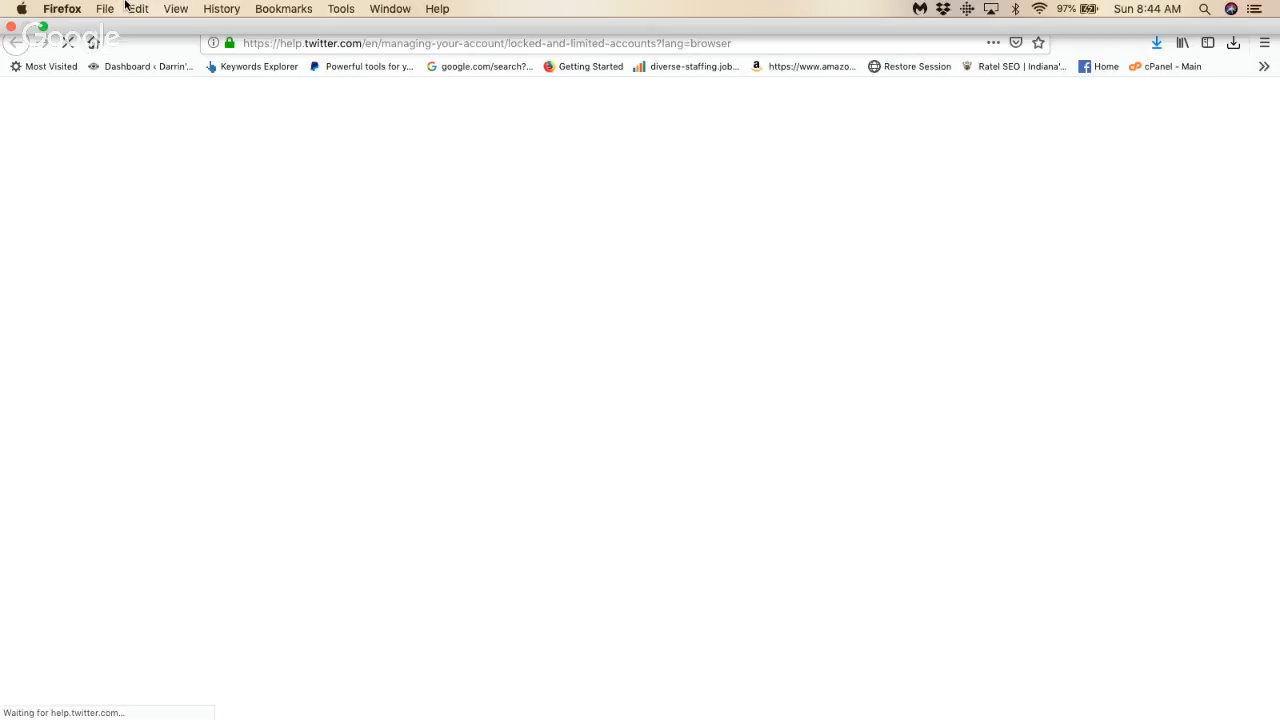 Firefox File Edit View History Bookmarks Tools Window Help 97% Sun 8:44 AM
Google
https://help.twitter.com/en/managing-your-account/locked-and-limited-accounts?lang=browser
Most Visited Dashboard ‹ Darrin'... Keywords Explorer Powerful tools for y... google.com/search?... Getting Started diverse-staffing.job... https://www.amazo... Restore Session Ratel SEO | Indiana'... Home cPanel - Main
Waiting for help.twitter.com...